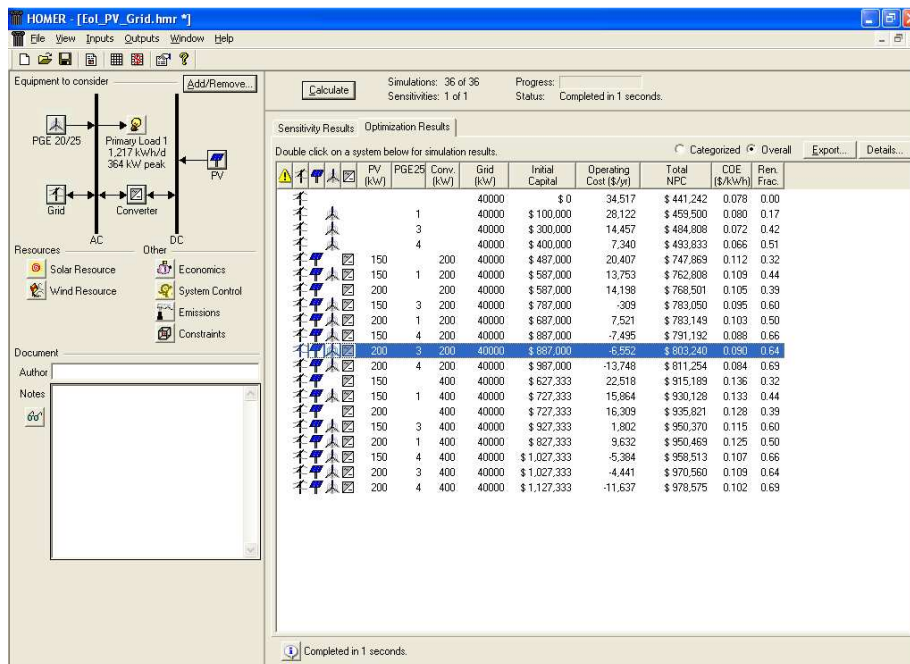 HOMER - [Eol_PV_Grid.hmr *]
File View Inputs Outputs Window Help
Equipment to consider
Add/Remove...
PGE 20/25
Primary Load 1
1,217 kWh/d
364 kW peak
PV
Grid
Converter
AC DC
Resources Other
Solar Resource Economics
Wind Resource System Control
Emissions
Constraints
Document
Author
Notes
Calculate
Simulations: 36 of 36 Progress:
Sensitivities: 1 of 1 Status: Completed in 1 seconds.
Sensitivity Results Optimization Results
Double click on a system below for simulation results. Categorized Overall Export... Details...
PV (kW) PGE25 Conv. (kW) Grid (kW) Initial Capital Operating Cost ($/yr) Total NPC COE ($/kWh) Ren. Frac.
40000 $ 0 34,517 $ 441,242 0.078 0.00
1 40000 $ 100,000 28,122 $ 459,500 0.080 0.17
3 40000 $ 300,000 14,457 $ 484,808 0.072 0.42
4 40000 $ 400,000 7,340 $ 493,833 0.066 0.51
150 200 40000 $ 487,000 20,407 $ 747,869 0.112 0.32
150 1 200 40000 $ 587,000 13,753 $ 762,808 0.109 0.44
200 200 40000 $ 587,000 14,198 $ 768,501 0.105 0.39
150 3 200 40000 $ 787,000 -309 $ 783,050 0.095 0.60
200 1 200 40000 $ 687,000 7,521 $ 783,149 0.103 0.50
150 4 200 40000 $ 887,000 -7,495 $ 791,192 0.088 0.66
200 3 200 40000 $ 887,000 -6,552 $ 803,240 0.090 0.64
200 4 200 40000 $ 987,000 -13,748 $ 811,254 0.084 0.69
150 400 40000 $ 627,333 22,518 $ 915,189 0.136 0.32
150 1 400 40000 $ 727,333 15,864 $ 930,128 0.133 0.44
200 400 40000 $ 727,333 16,309 $ 935,821 0.128 0.39
150 3 400 40000 $ 927,333 1,802 $ 950,370 0.115 0.60
200 1 400 40000 $ 827,333 9,632 $ 950,469 0.125 0.50
150 4 400 40000 $ 1,027,333 -5,384 $ 958,513 0.107 0.66
200 3 400 40000 $ 1,027,333 -4,441 $ 970,560 0.109 0.64
200 4 400 40000 $ 1,127,333 -11,637 $ 978,575 0.102 0.69
Completed in 1 seconds.